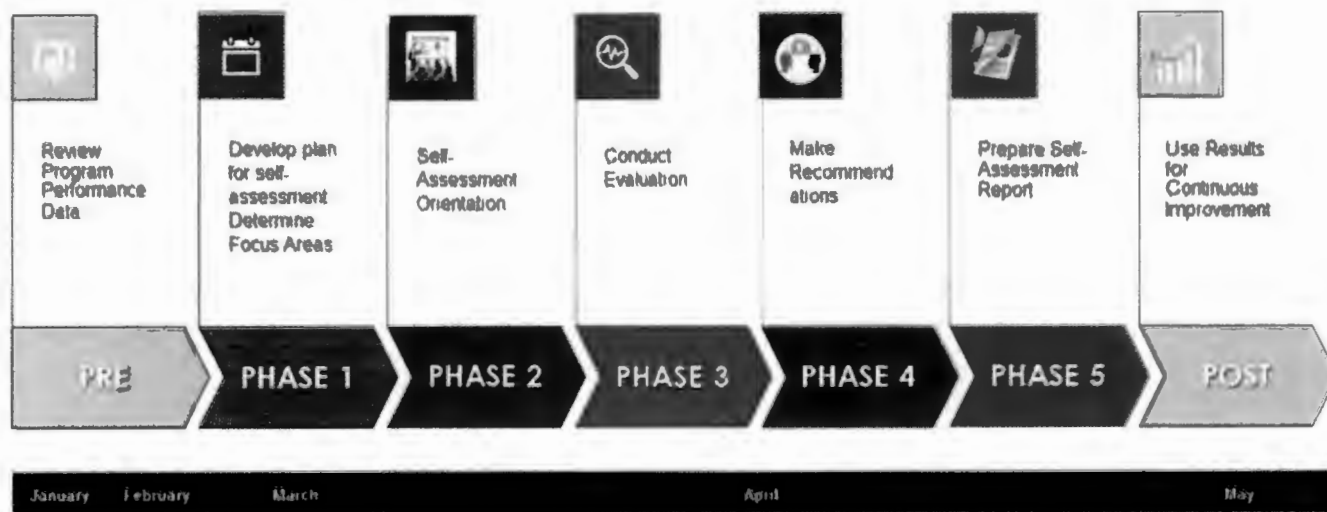 Review
Program
Performance
Data
Develop plan
for self-
assessment
Determine
Focus Areas
Self-
Assessment
Orientation
Conduct
Evaluation
Make
Recommend
ations
Prepare Self-
Assessment
Report
Use Results
for
Continuous
Improvement
PRE
PHASE 1
PHASE 2
PHASE 3
PHASE 4
PHASE 5
POST
January February March April May